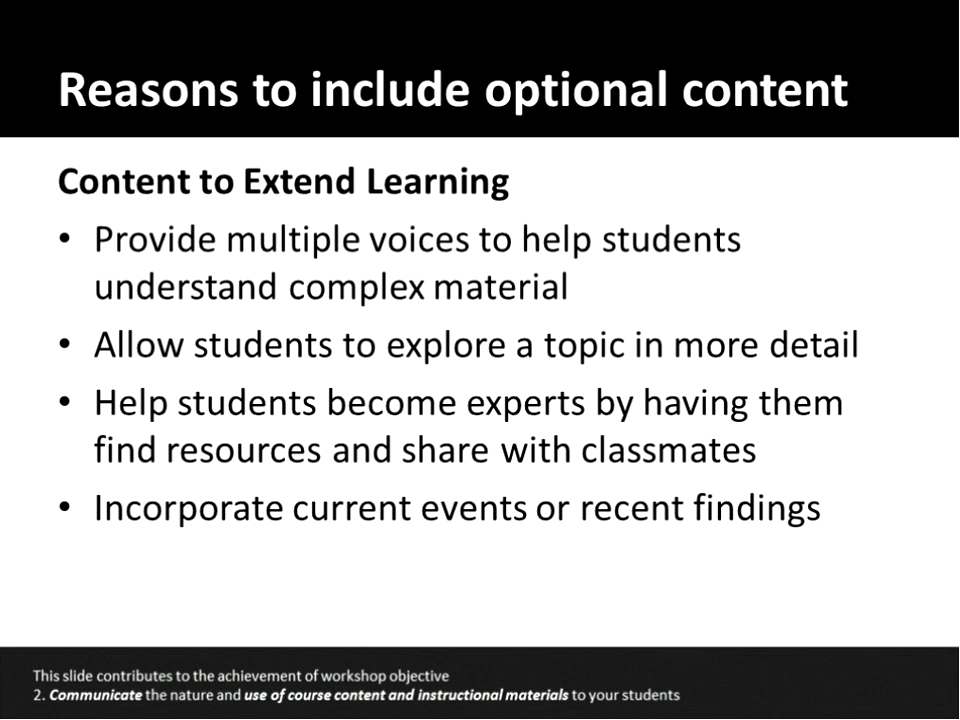 Reasons to include optional content
Content to Extend Learning
• Provide multiple voices to help students
understand complex material
• Allow students to explore a topic in more detail
• Help students become experts by having them
find resources and share with classmates
• Incorporate current events or recent findings
This slide contributes to the achievement of workshop objective
2. Communicate the nature and use of course content and instructional materials to your students